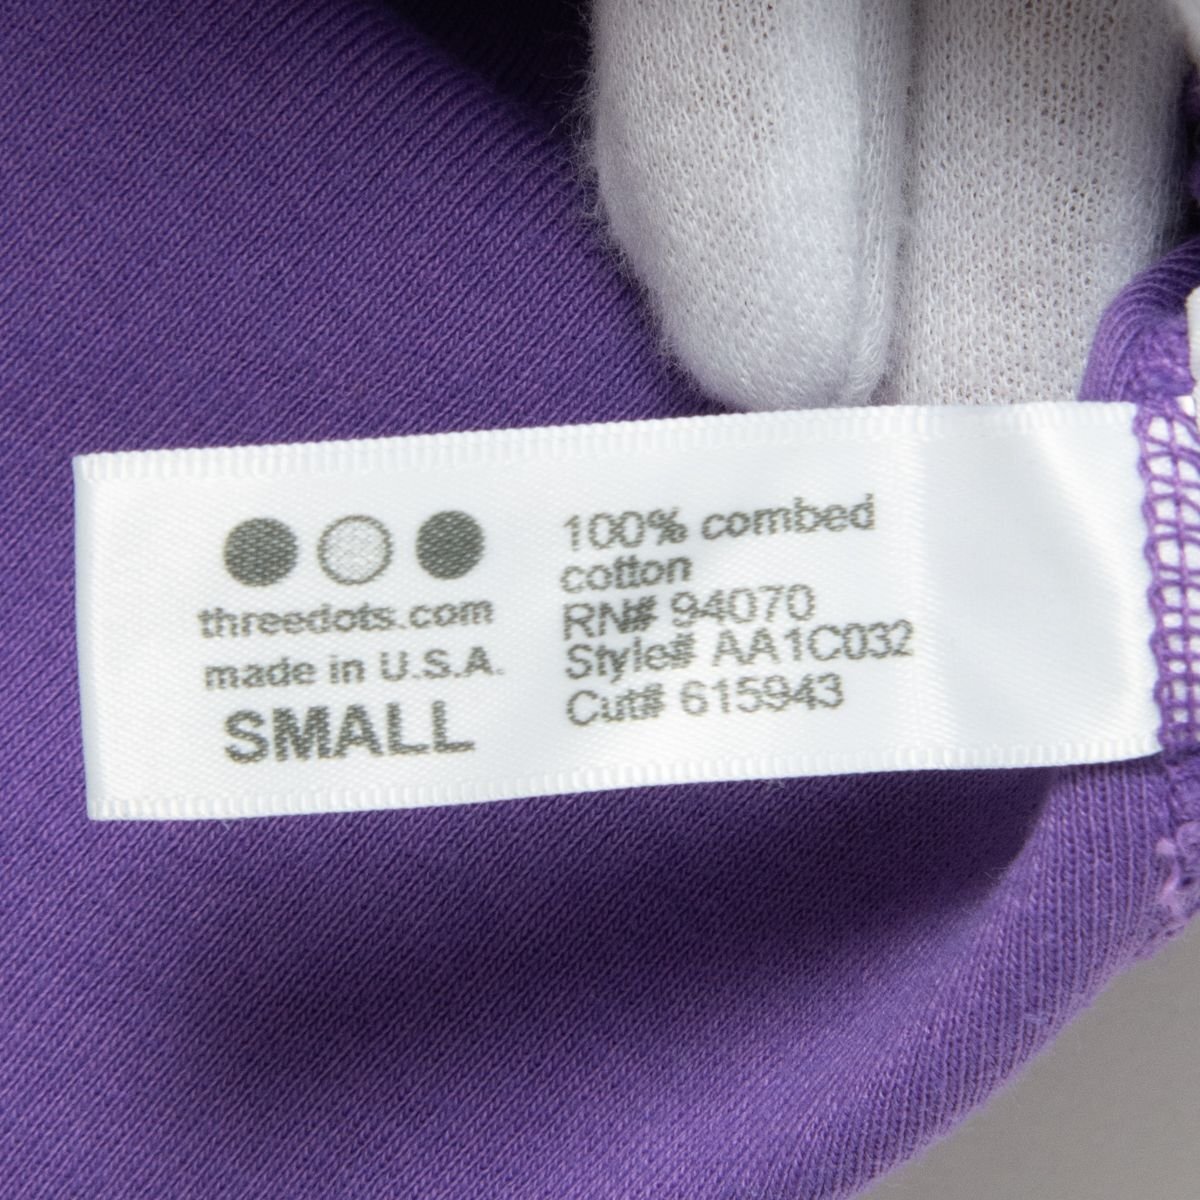 threedots.com
made in U.S.A.
SMALL
100% combed
cotton
RN# 94070
Style# AA1C032
Cut# 615943